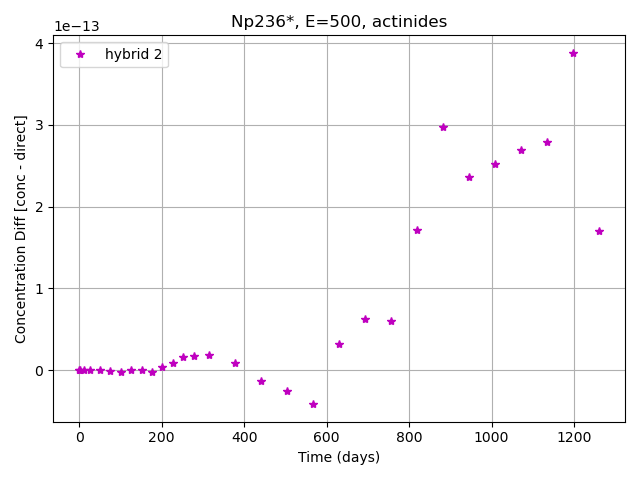 Np236*, E=500, actinides
1e−13
hybrid 2
4
3
2
1
0
Concentration Diff [conc - direct]
0 200 400 600 800 1000 1200
Time (days)